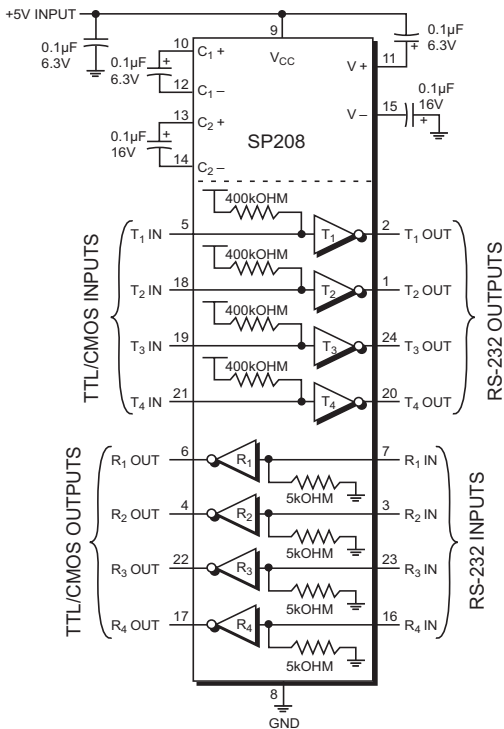 +5V INPUT
0.1µF
6.3V
0.1µF
6.3V
10
C1 +
12
C1 –
13
C2 +
14
C2 –
0.1µF
16V
9
VCC
V +
11
0.1µF
6.3V
V –
15
0.1µF
16V
+
+
+
+
SP208
TTL/CMOS INPUTS
400kOHM
T1 IN
5
T1
2
T1 OUT
400kOHM
T2 IN
18
T2
1
T2 OUT
400kOHM
T3 IN
19
T3
24
T3 OUT
400kOHM
T4 IN
21
T4
20
T4 OUT
RS-232 OUTPUTS
TTL/CMOS OUTPUTS
R1 OUT
6
R1
7
R1 IN
5kOHM
R2 OUT
4
R2
3
R2 IN
5kOHM
R3 OUT
22
R3
23
R3 IN
5kOHM
R4 OUT
17
R4
16
R4 IN
5kOHM
RS-232 INPUTS
8
GND